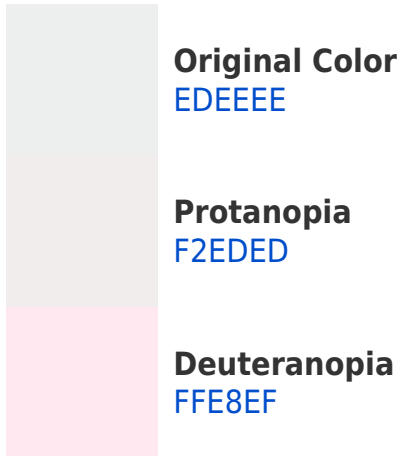 Original Color
EDEEEE
Protanopia
F2EDED
Deuteranopia
FFE8EF